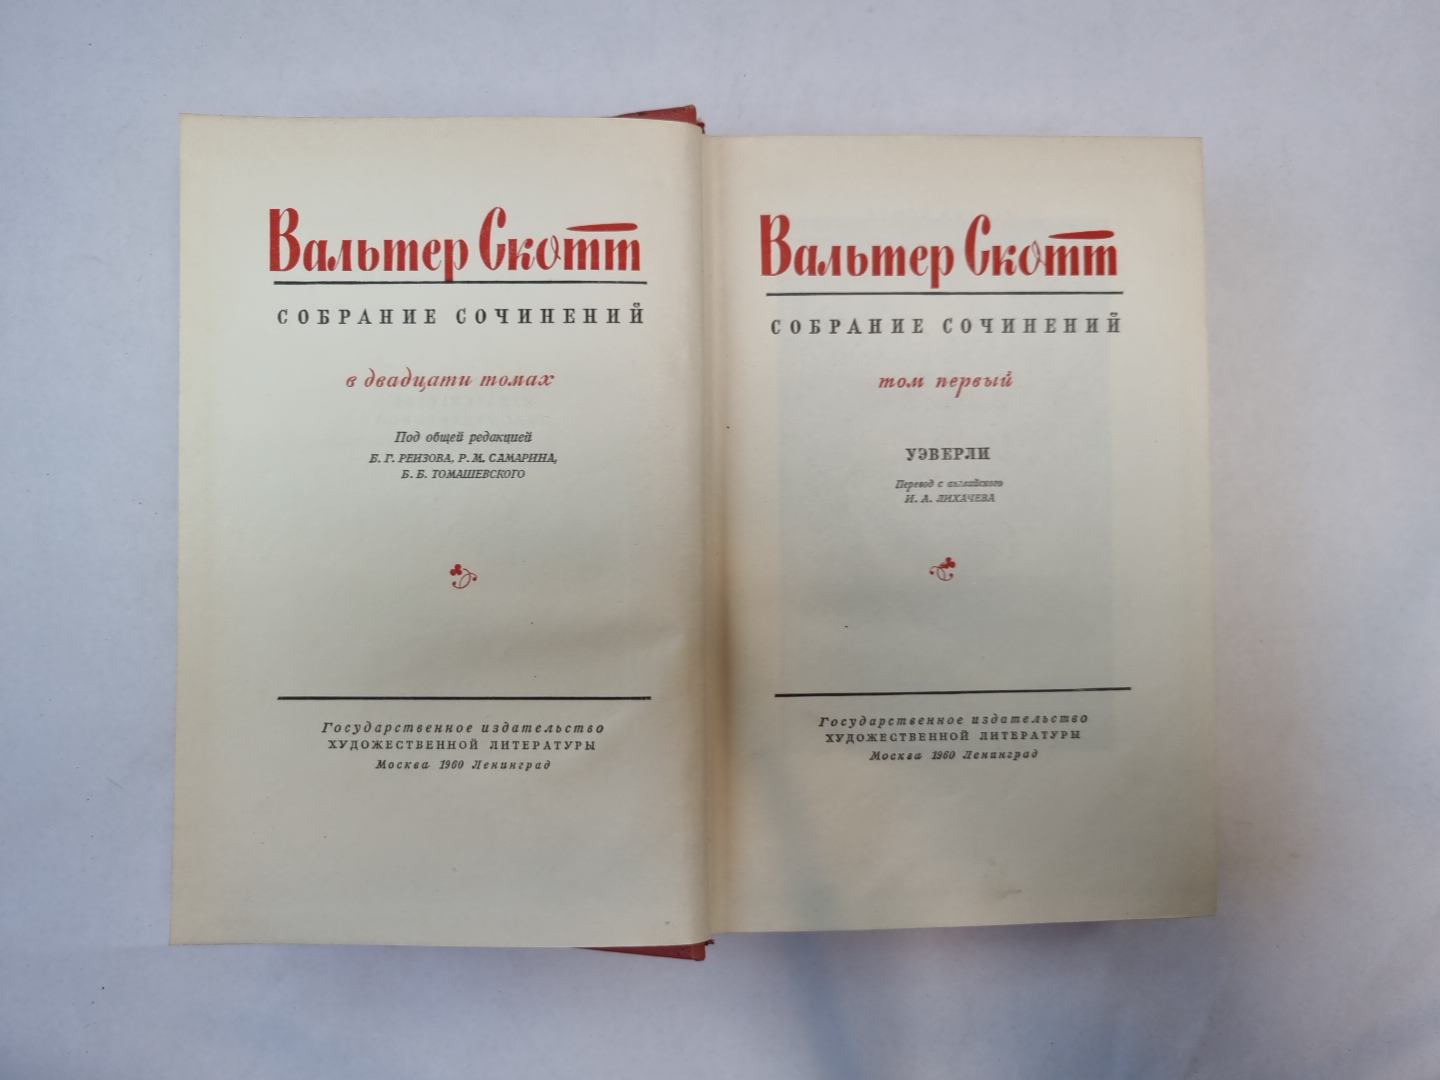 Вальтер Скотт
СОБРАНИЕ СОЧИНЕНИЙ
в двадцати томах
Под общей редакцией
Б. Г. РЕИЗОВА, Р. М. САМАРИНА,
Б. В. ТОМАШЕВСКОГО
Государственное издательство
ХУДОЖЕСТВЕННОЙ ЛИТЕРАТУРЫ
Москва 1960 Ленинград
Вальтер Скотт
СОБРАНИЕ СОЧИНЕНИЙ
том первый
УЭВЕРЛИ
Перевод с английского
И. А. ЛИХАЧЕВА
Государственное издательство
ХУДОЖЕСТВЕННОЙ ЛИТЕРАТУРЫ
Москва 1960 Ленинград